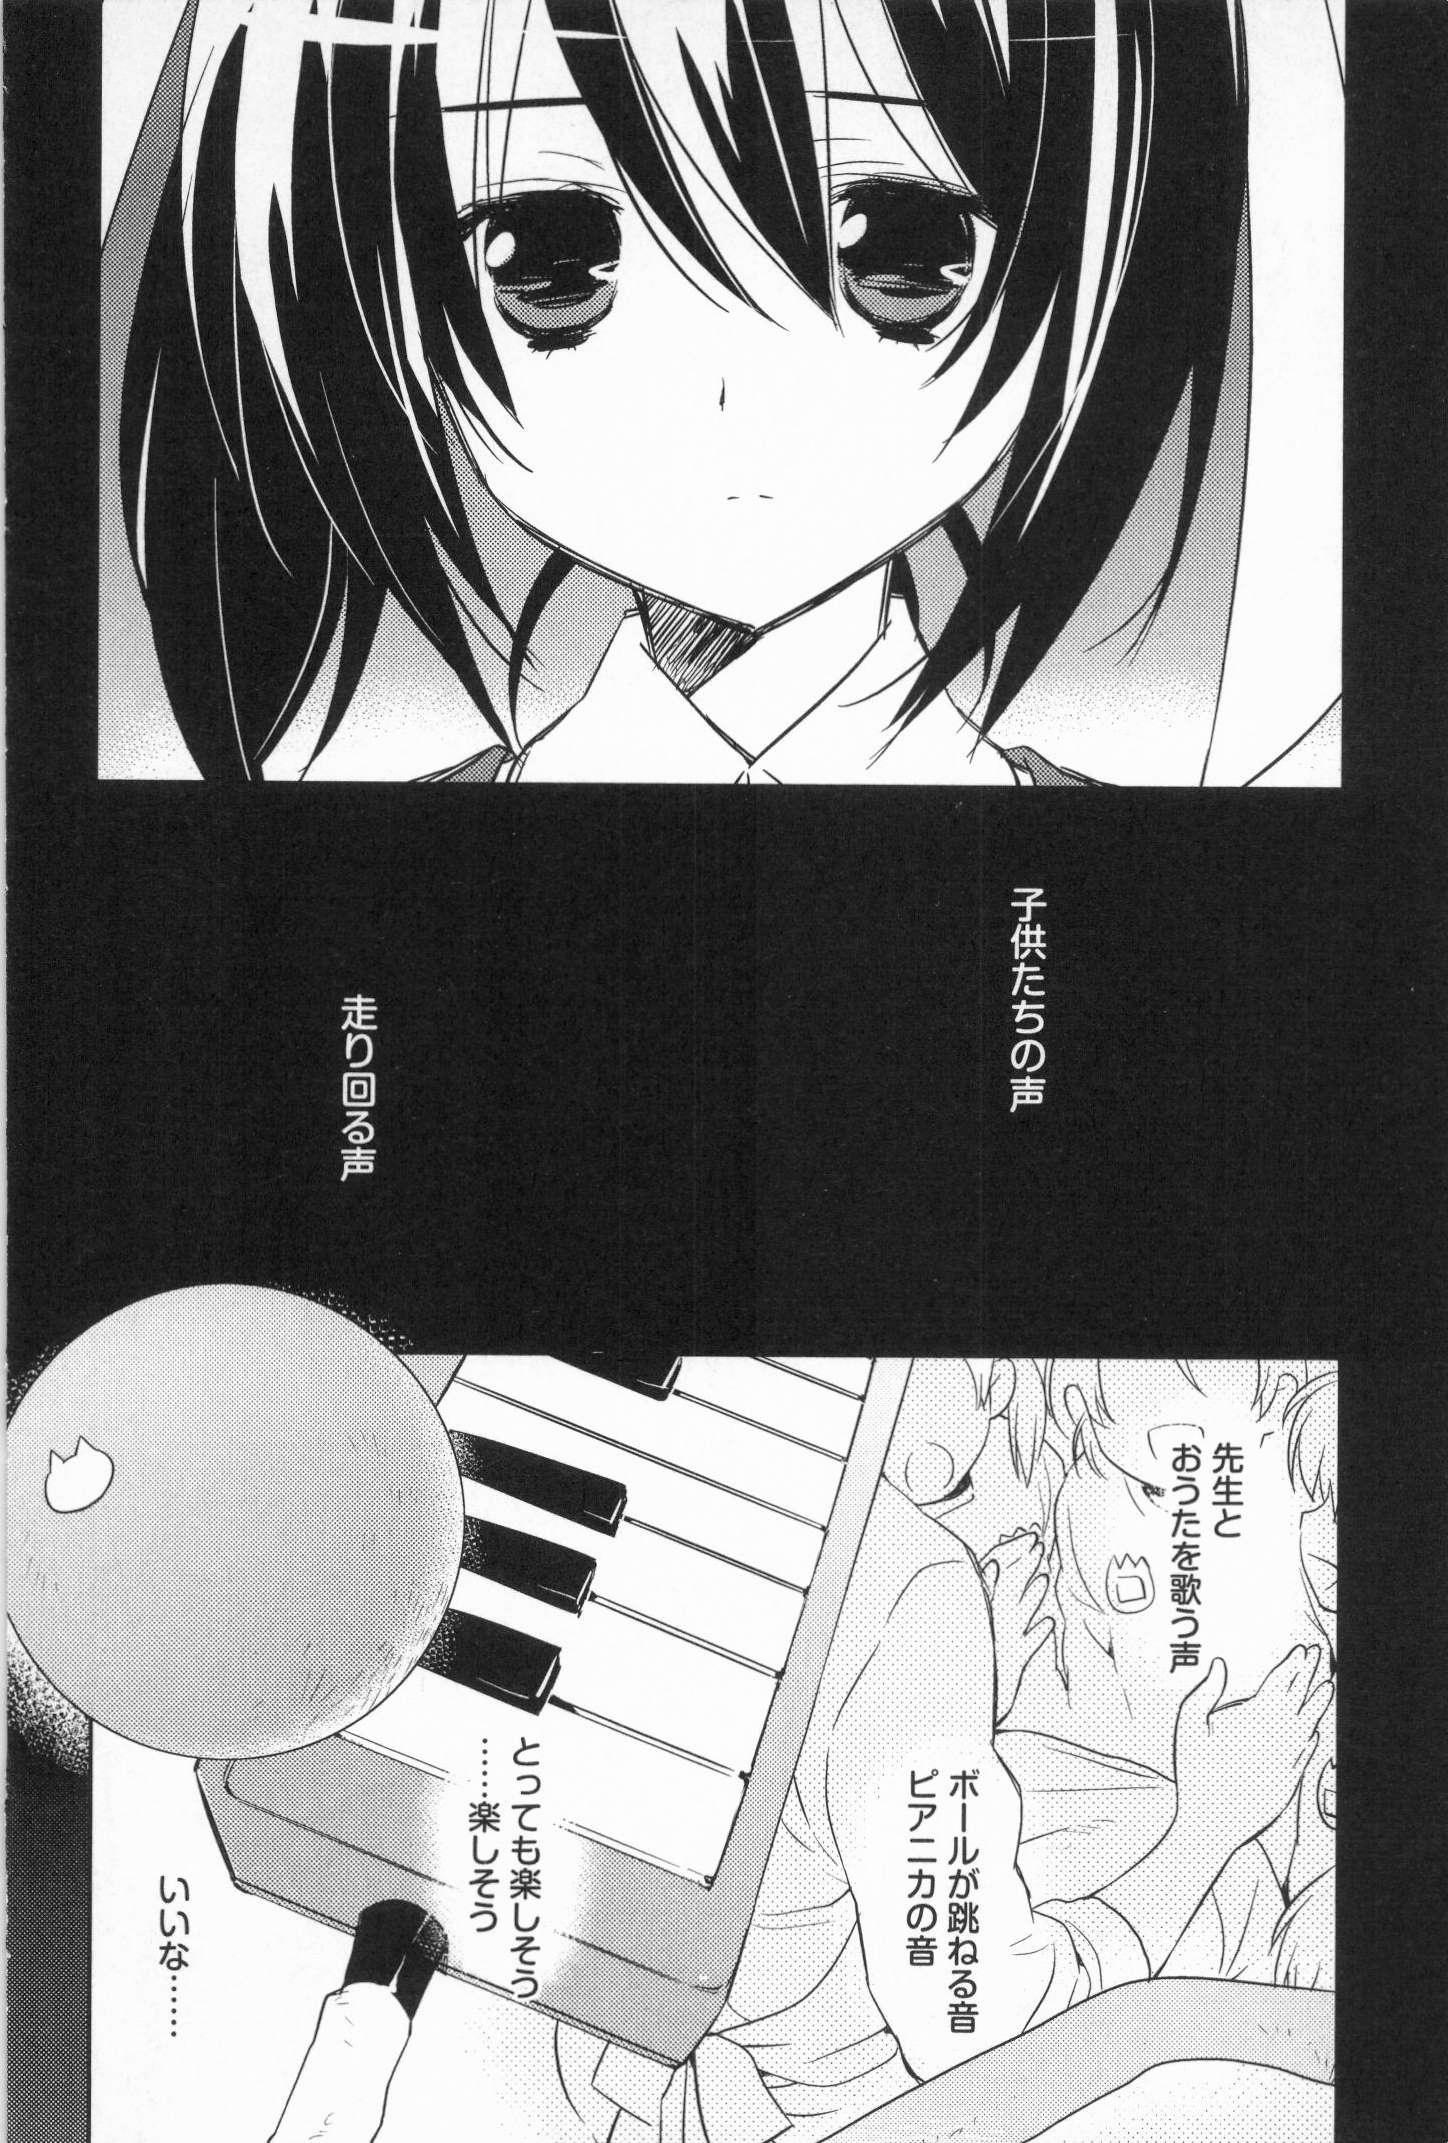 子供たちの声
走り回る声
先生と
おうたを歌う声
ボールが跳ねる音
ピアニカの音
とっても楽しそう
……楽しそう
いいな……